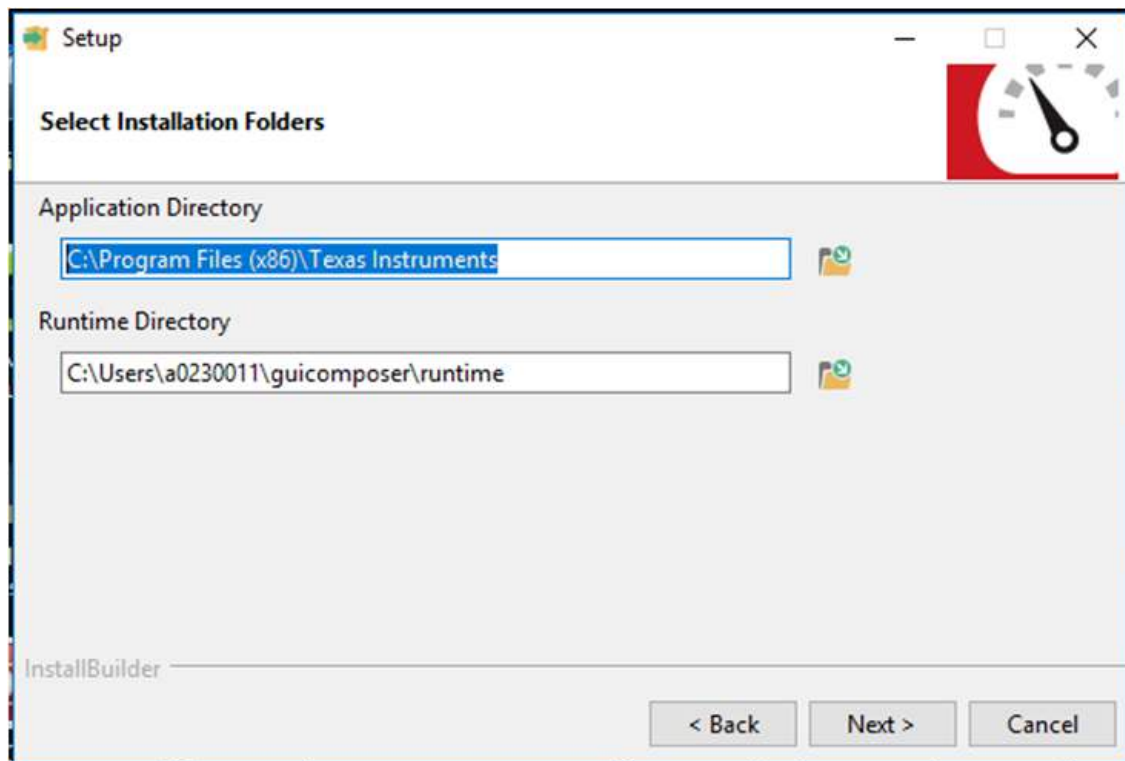 Setup
Select Installation Folders
Application Directory
C:\Program Files (x86)\Texas Instruments
Runtime Directory
C:\Users\a0230011\guicomposer\runtime
InstallBuilder
< Back
Next >
Cancel